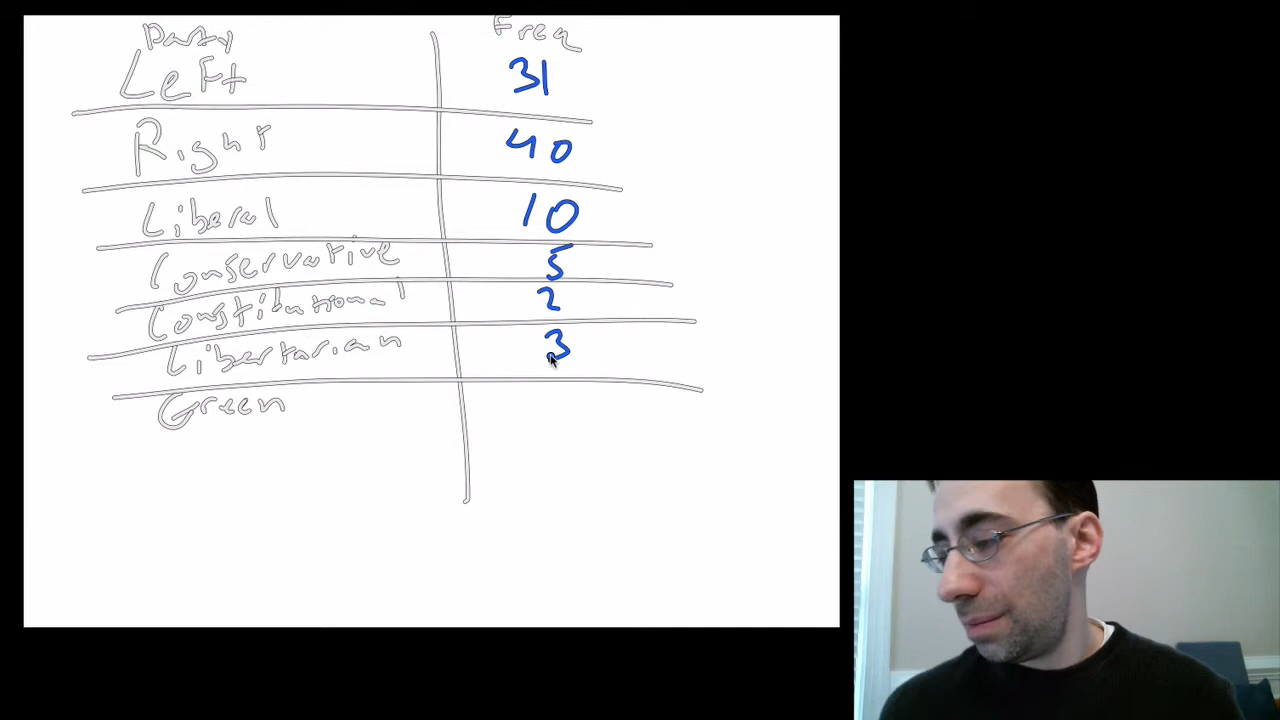 Party Freq
Left 31
Right 40
Liberal 10
Conservative 5
Constitutional 2
Libertarian 3
Green